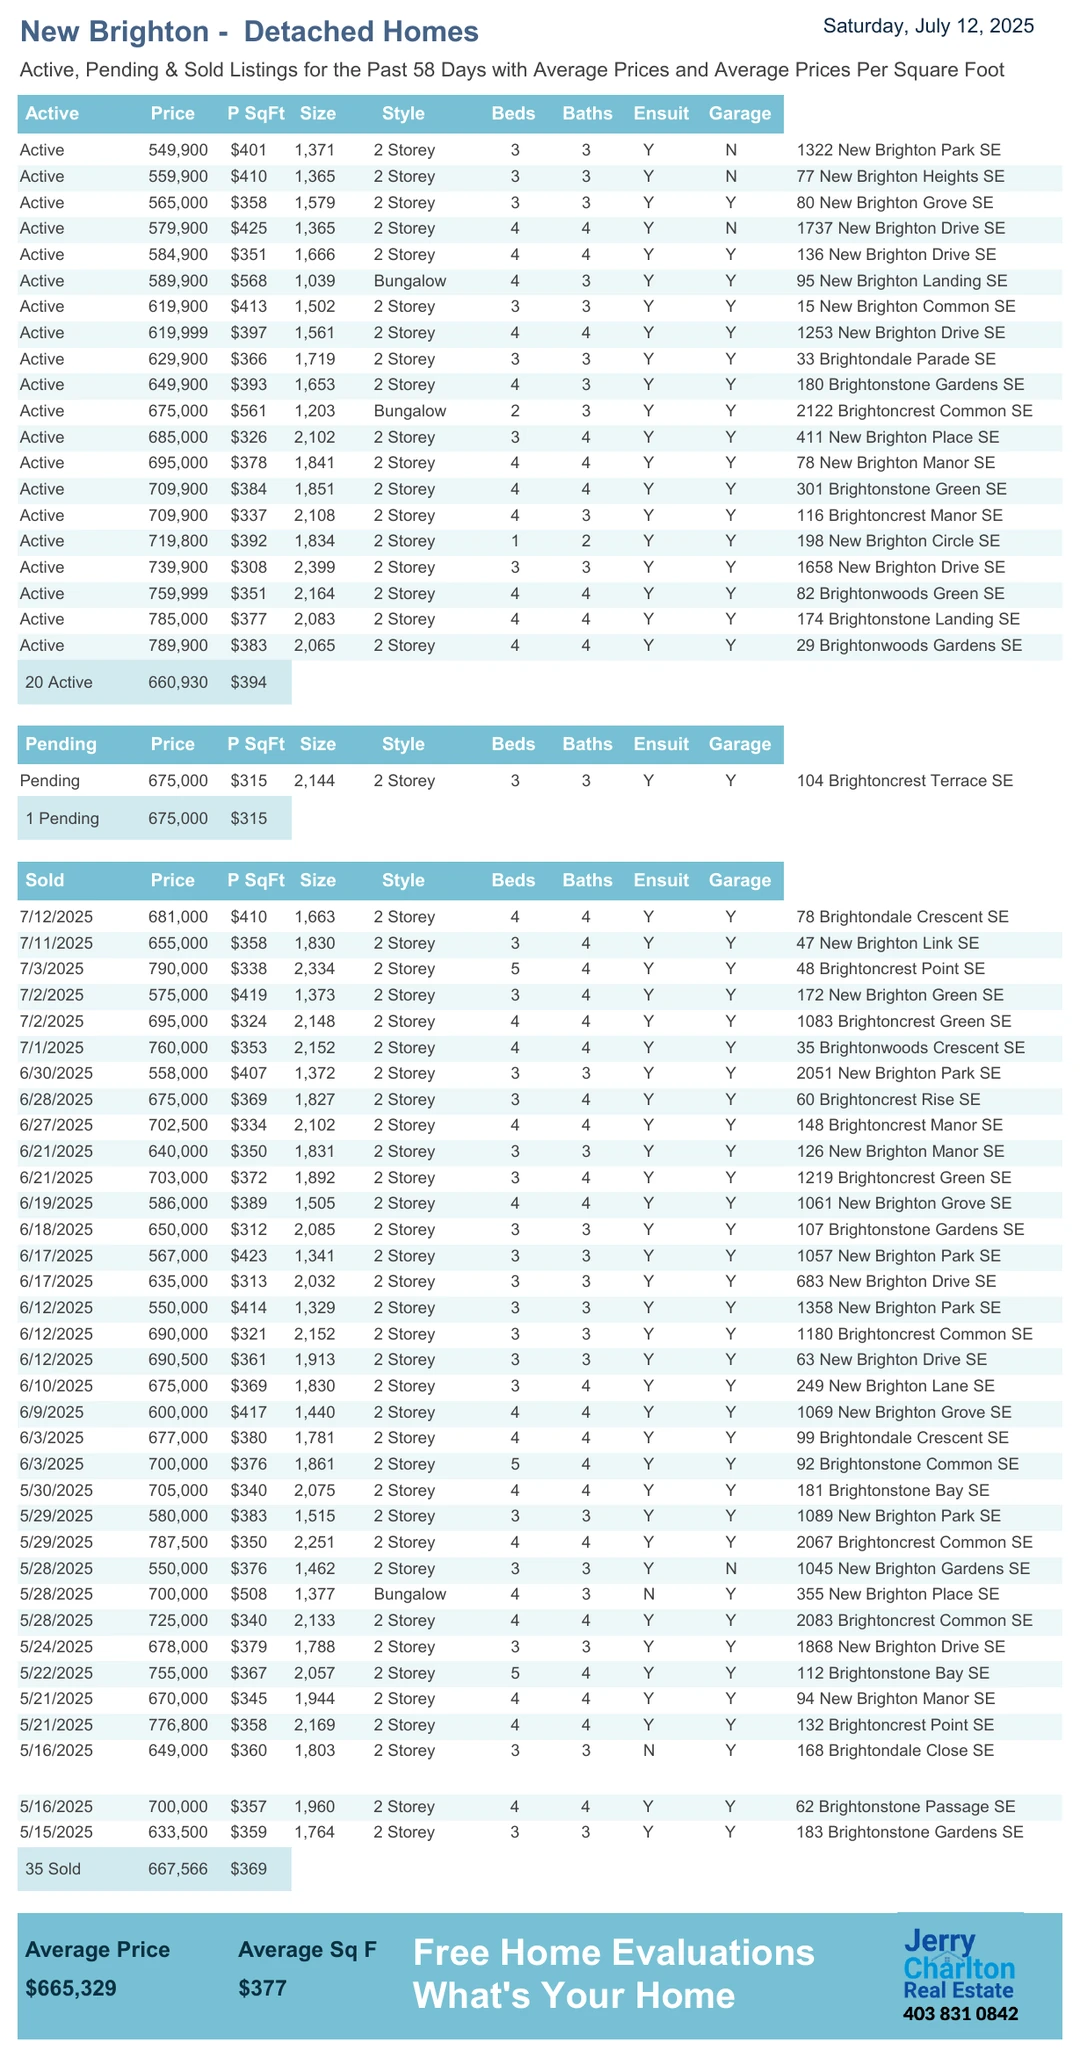 New Brighton - Detached Homes
Saturday, July 12, 2025
Active, Pending & Sold Listings for the Past 58 Days with Average Prices and Average Prices Per Square Foot
Active Price P SqFt Size Style Beds Baths Ensuit Garage
Active 549,900 $401 1,371 2 Storey 3 3 Y N 1322 New Brighton Park SE
Active 559,900 $410 1,365 2 Storey 3 3 Y N 77 New Brighton Heights SE
Active 565,000 $358 1,579 2 Storey 3 3 Y Y 80 New Brighton Grove SE
Active 579,900 $425 1,365 2 Storey 4 4 Y N 1737 New Brighton Drive SE
Active 584,900 $351 1,666 2 Storey 4 4 Y Y 136 New Brighton Drive SE
Active 589,900 $568 1,039 Bungalow 4 3 Y Y 95 New Brighton Landing SE
Active 619,900 $413 1,502 2 Storey 3 3 Y Y 15 New Brighton Common SE
Active 619,999 $397 1,561 2 Storey 4 4 Y Y 1253 New Brighton Drive SE
Active 629,900 $366 1,719 2 Storey 3 3 Y Y 33 Brightondale Parade SE
Active 649,900 $393 1,653 2 Storey 4 3 Y Y 180 Brightonstone Gardens SE
Active 675,000 $561 1,203 Bungalow 2 3 Y Y 2122 Brightoncrest Common SE
Active 685,000 $326 2,102 2 Storey 3 4 Y Y 411 New Brighton Place SE
Active 695,000 $378 1,841 2 Storey 4 4 Y Y 78 New Brighton Manor SE
Active 709,900 $384 1,851 2 Storey 4 4 Y Y 301 Brightonstone Green SE
Active 709,900 $337 2,108 2 Storey 4 3 Y Y 116 Brightoncrest Manor SE
Active 719,800 $392 1,834 2 Storey 1 2 Y Y 198 New Brighton Circle SE
Active 739,900 $308 2,399 2 Storey 3 3 Y Y 1658 New Brighton Drive SE
Active 759,999 $351 2,164 2 Storey 4 4 Y Y 82 Brightonwoods Green SE
Active 785,000 $377 2,083 2 Storey 4 4 Y Y 174 Brightonstone Landing SE
Active 789,900 $383 2,065 2 Storey 4 4 Y Y 29 Brightonwoods Gardens SE
20 Active 660,930 $394
Pending Price P SqFt Size Style Beds Baths Ensuit Garage
Pending 675,000 $315 2,144 2 Storey 3 3 Y Y 104 Brightoncrest Terrace SE
1 Pending 675,000 $315
Sold Price P SqFt Size Style Beds Baths Ensuit Garage
7/12/2025 681,000 $410 1,663 2 Storey 4 4 Y Y 78 Brightondale Crescent SE
7/11/2025 655,000 $358 1,830 2 Storey 3 4 Y Y 47 New Brighton Link SE
7/3/2025 790,000 $338 2,334 2 Storey 5 4 Y Y 48 Brightoncrest Point SE
7/2/2025 575,000 $419 1,373 2 Storey 3 4 Y Y 172 New Brighton Green SE
7/2/2025 695,000 $324 2,148 2 Storey 4 4 Y Y 1083 Brightoncrest Green SE
7/1/2025 760,000 $353 2,152 2 Storey 4 4 Y Y 35 Brightonwoods Crescent SE
6/30/2025 558,000 $407 1,372 2 Storey 3 3 Y Y 2051 New Brighton Park SE
6/28/2025 675,000 $369 1,827 2 Storey 3 4 Y Y 60 Brightoncrest Rise SE
6/27/2025 702,500 $334 2,102 2 Storey 4 4 Y Y 148 Brightoncrest Manor SE
6/21/2025 640,000 $350 1,831 2 Storey 3 3 Y Y 126 New Brighton Manor SE
6/21/2025 703,000 $372 1,892 2 Storey 3 4 Y Y 1219 Brightoncrest Green SE
6/19/2025 586,000 $389 1,505 2 Storey 4 4 Y Y 1061 New Brighton Grove SE
6/18/2025 650,000 $312 2,085 2 Storey 3 3 Y Y 107 Brightonstone Gardens SE
6/17/2025 567,000 $423 1,341 2 Storey 3 3 Y Y 1057 New Brighton Park SE
6/17/2025 635,000 $313 2,032 2 Storey 3 3 Y Y 683 New Brighton Drive SE
6/12/2025 550,000 $414 1,329 2 Storey 3 3 Y Y 1358 New Brighton Park SE
6/12/2025 690,000 $321 2,152 2 Storey 3 3 Y Y 1180 Brightoncrest Common SE
6/12/2025 690,500 $361 1,913 2 Storey 3 3 Y Y 63 New Brighton Drive SE
6/10/2025 675,000 $369 1,830 2 Storey 3 4 Y Y 249 New Brighton Lane SE
6/9/2025 600,000 $417 1,440 2 Storey 4 4 Y Y 1069 New Brighton Grove SE
6/3/2025 677,000 $380 1,781 2 Storey 4 4 Y Y 99 Brightondale Crescent SE
6/3/2025 700,000 $376 1,861 2 Storey 5 4 Y Y 92 Brightonstone Common SE
5/30/2025 705,000 $340 2,075 2 Storey 4 4 Y Y 181 Brightonstone Bay SE
5/29/2025 580,000 $383 1,515 2 Storey 3 3 Y Y 1089 New Brighton Park SE
5/29/2025 787,500 $350 2,251 2 Storey 4 4 Y Y 2067 Brightoncrest Common SE
5/28/2025 550,000 $376 1,462 2 Storey 3 3 Y N 1045 New Brighton Gardens SE
5/28/2025 700,000 $508 1,377 Bungalow 4 3 N Y 355 New Brighton Place SE
5/28/2025 725,000 $340 2,133 2 Storey 4 4 Y Y 2083 Brightoncrest Common SE
5/24/2025 678,000 $379 1,788 2 Storey 3 3 Y Y 1868 New Brighton Drive SE
5/22/2025 755,000 $367 2,057 2 Storey 5 4 Y Y 112 Brightonstone Bay SE
5/21/2025 670,000 $345 1,944 2 Storey 4 4 Y Y 94 New Brighton Manor SE
5/21/2025 776,800 $358 2,169 2 Storey 4 4 Y Y 132 Brightoncrest Point SE
5/16/2025 649,000 $360 1,803 2 Storey 3 3 N Y 168 Brightondale Close SE
5/16/2025 700,000 $357 1,960 2 Storey 4 4 Y Y 62 Brightonstone Passage SE
5/15/2025 633,500 $359 1,764 2 Storey 3 3 Y Y 183 Brightonstone Gardens SE
35 Sold 667,566 $369
Average Price Average Sq F
$665,329 $377
Free Home Evaluations
What's Your Home
Jerry
Charlton
Real Estate
403 831 0842